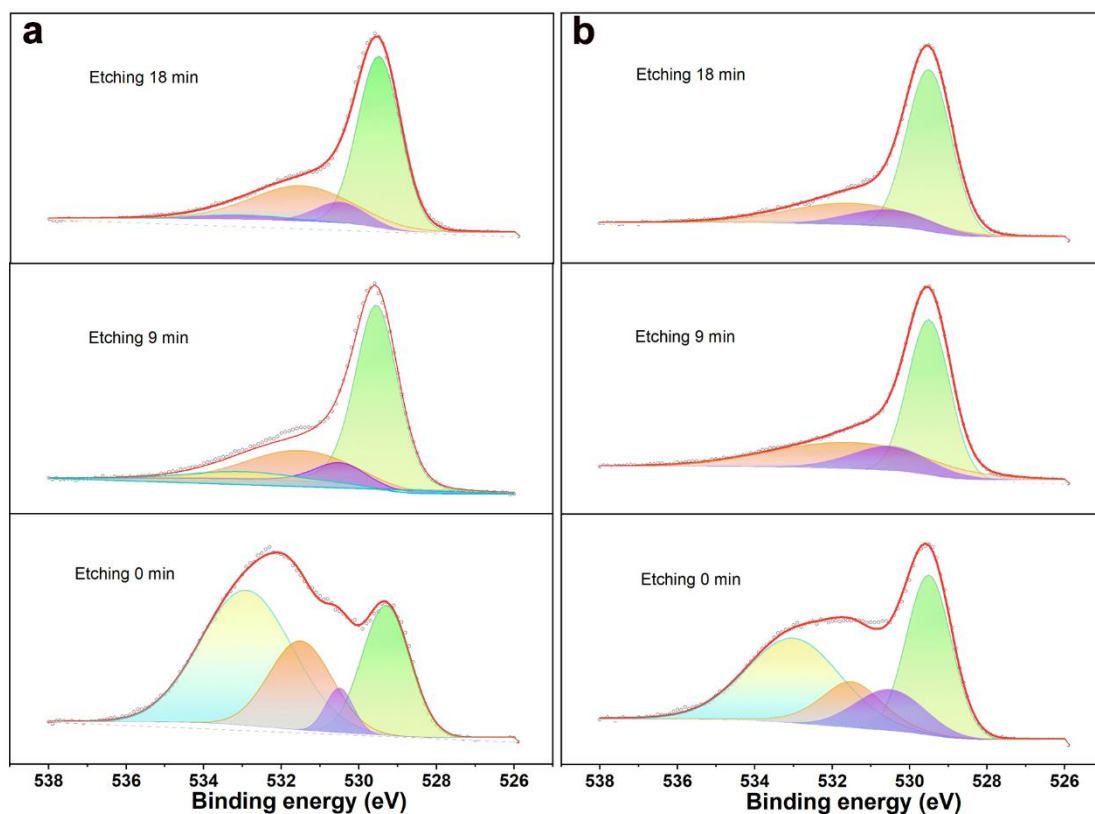 a
Etching 18 min
Etching 9 min
Etching 0 min
538 536 534 532 530 528 526
Binding energy (eV)
b
Etching 18 min
Etching 9 min
Etching 0 min
538 536 534 532 530 528 526
Binding energy (eV)